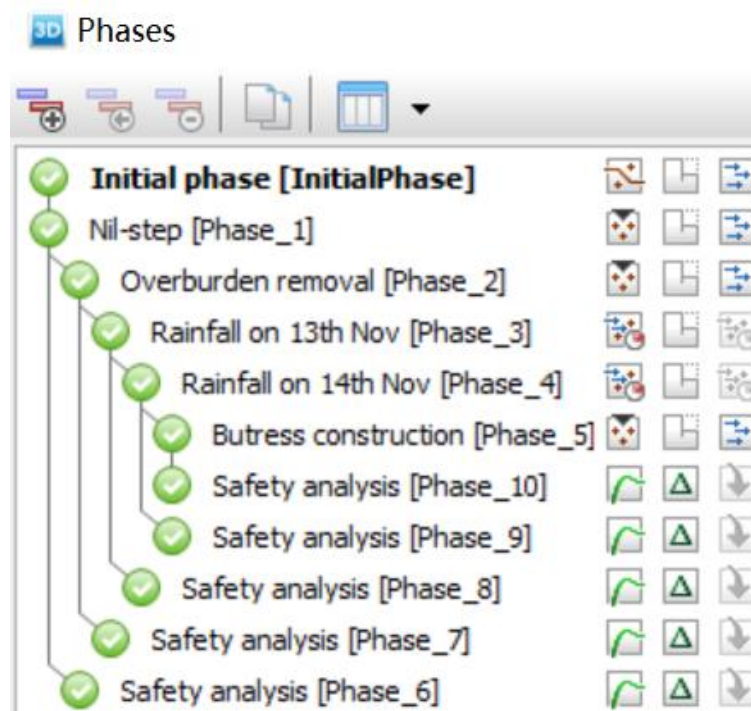 3D Phases
Initial phase [InitialPhase]
Nil-step [Phase_1]
Overburden removal [Phase_2]
Rainfall on 13th Nov [Phase_3]
Rainfall on 14th Nov [Phase_4]
Butress construction [Phase_5]
Safety analysis [Phase_10]
Safety analysis [Phase_9]
Safety analysis [Phase_8]
Safety analysis [Phase_7]
Safety analysis [Phase_6]